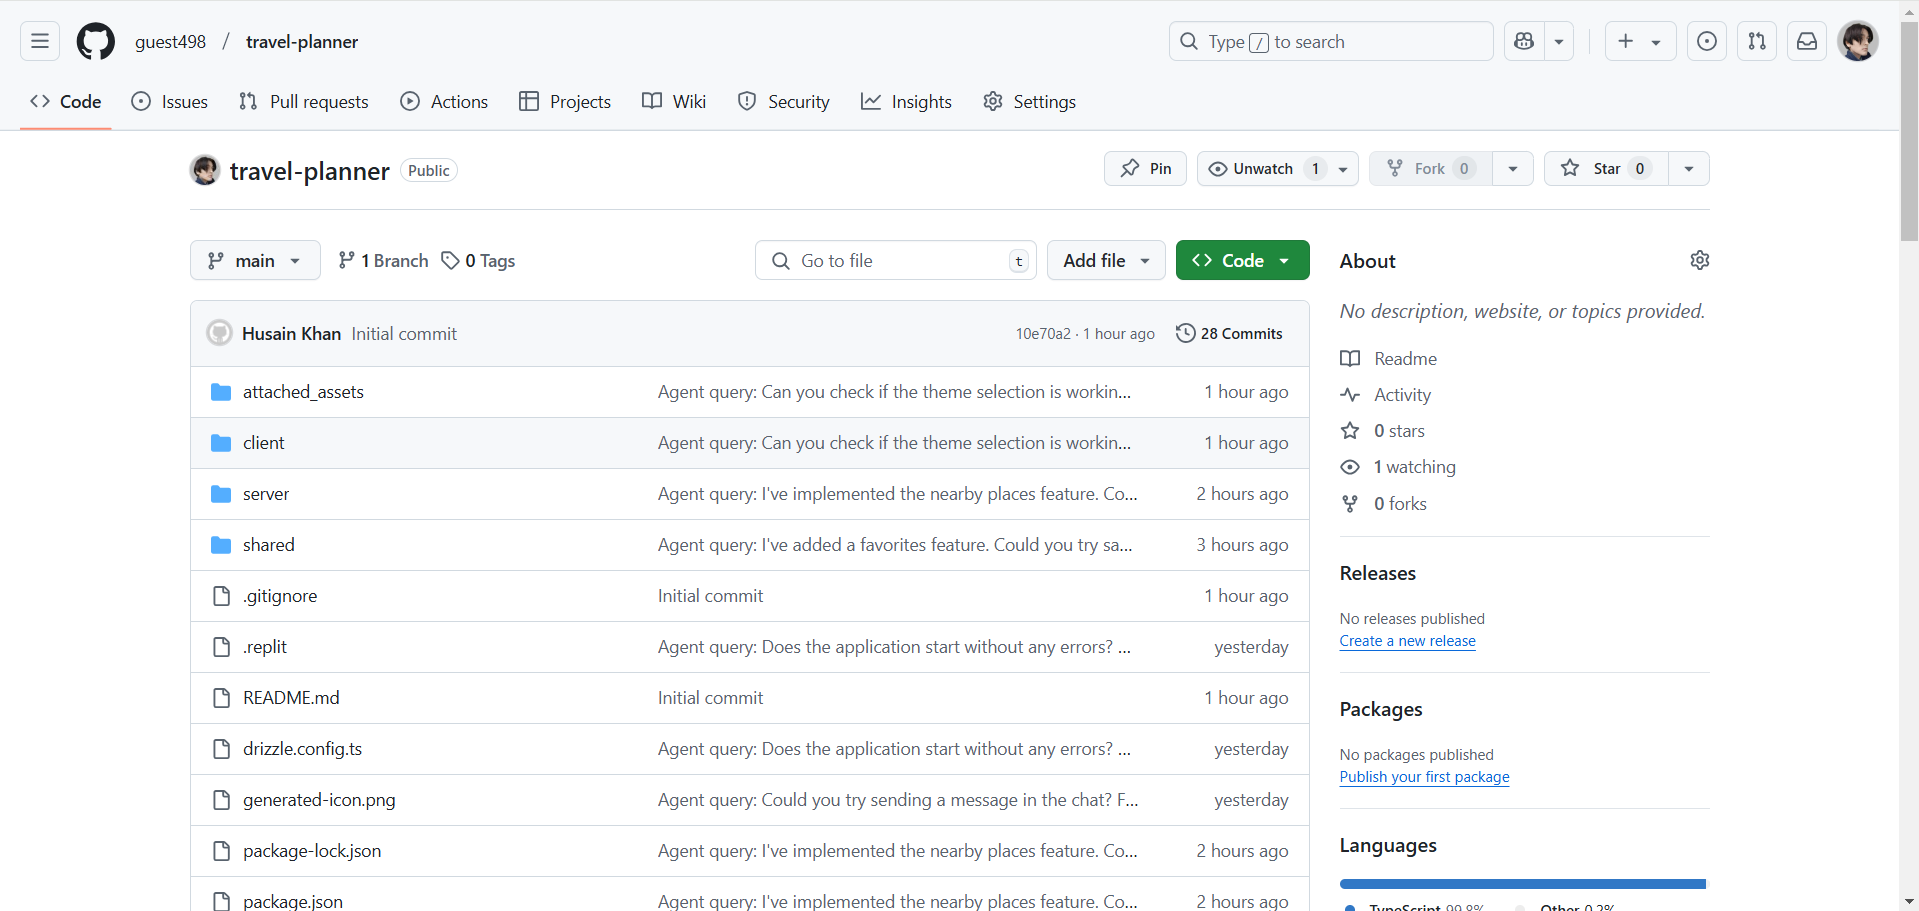 guest498 / travel-planner
Type / to search
Code
Issues
Pull requests
Actions
Projects
Wiki
Security
Insights
Settings
travel-planner Public
Pin
Unwatch 1
Fork 0
Star 0
main
1 Branch
0 Tags
Go to file t
Add file
Code
Husain Khan Initial commit 10e70a2 · 1 hour ago 28 Commits
attached_assets Agent query: Can you check if the theme selection is workin... 1 hour ago
client Agent query: Can you check if the theme selection is workin... 1 hour ago
server Agent query: I've implemented the nearby places feature. Co... 2 hours ago
shared Agent query: I've added a favorites feature. Could you try sa... 3 hours ago
.gitignore Initial commit 1 hour ago
.replit Agent query: Does the application start without any errors? ... yesterday
README.md Initial commit 1 hour ago
drizzle.config.ts Agent query: Does the application start without any errors? ... yesterday
generated-icon.png Agent query: Could you try sending a message in the chat? F... yesterday
package-lock.json Agent query: I've implemented the nearby places feature. Co... 2 hours ago
package.json Agent query: I've implemented the nearby places feature. Co... 2 hours ago
About
No description, website, or topics provided.
Readme
Activity
0 stars
1 watching
0 forks
Releases
No releases published
Create a new release
Packages
No packages published
Publish your first package
Languages
TypeScript 99.8% Other 0.2%